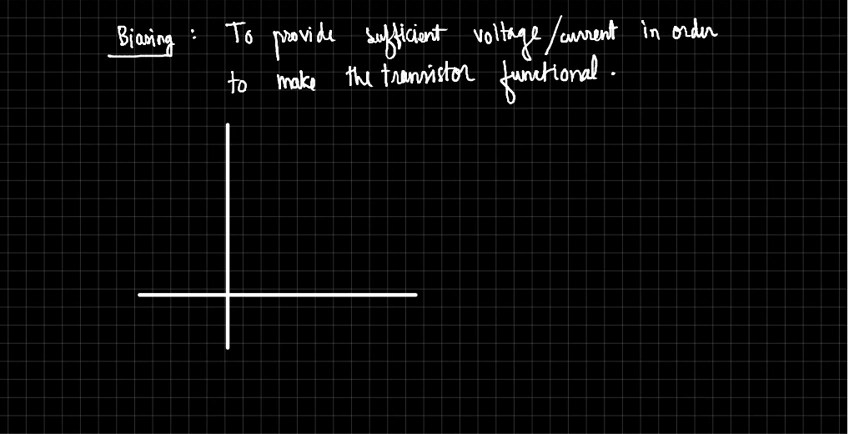 Biasing : To provide sufficient voltage/current in order
to make the transistor functional.